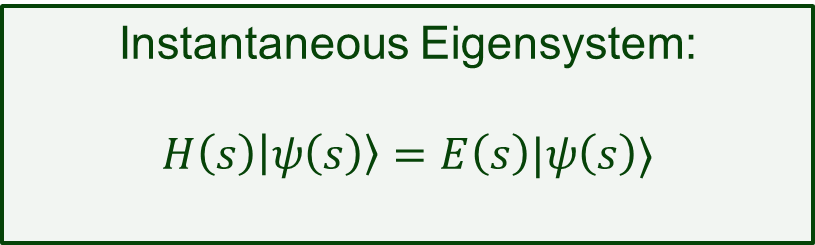 Instantaneous Eigensystem:
𝐻(𝑠)|𝜓(𝑠)⟩ = 𝐸(𝑠)|𝜓(𝑠)⟩